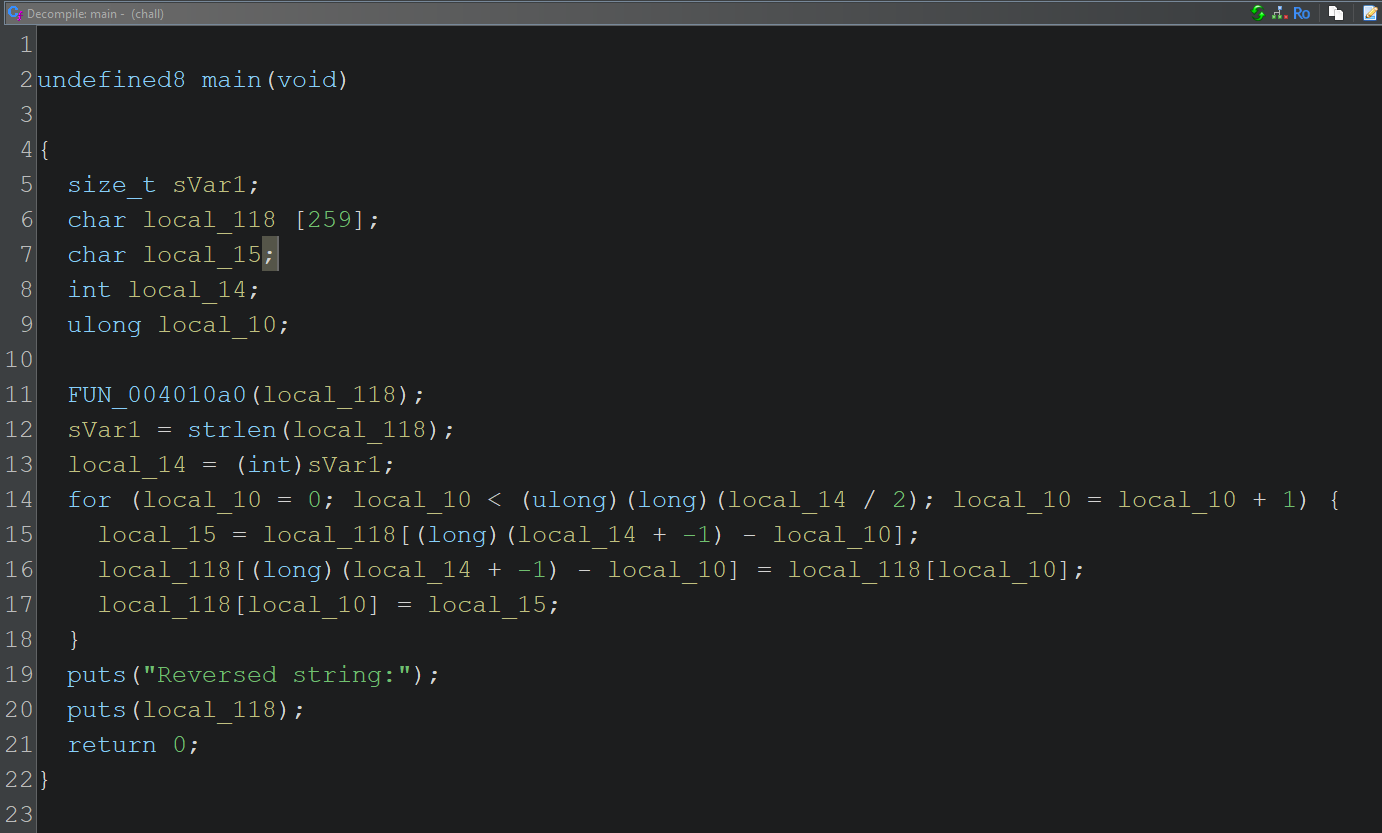 Decompile: main - (chall)
Ro
1
2 undefined8 main(void)
3
4 {
5   size_t sVar1;
6   char local_118 [259];
7   char local_15;
8   int local_14;
9   ulong local_10;
10
11   FUN_004010a0(local_118);
12   sVar1 = strlen(local_118);
13   local_14 = (int)sVar1;
14   for (local_10 = 0; local_10 < (ulong)(long)(local_14 / 2); local_10 = local_10 + 1) {
15     local_15 = local_118[(long)(local_14 + -1) - local_10];
16     local_118[(long)(local_14 + -1) - local_10] = local_118[local_10];
17     local_118[local_10] = local_15;
18   }
19   puts("Reversed string:");
20   puts(local_118);
21   return 0;
22 }
23